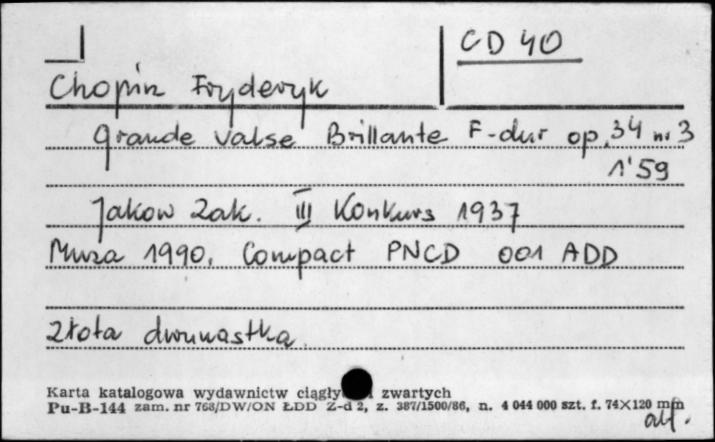 CD 40
Chopin Fryderyk
Grande Valse Brillante F-dur op. 34 nr 3
1'59
Jakow Zak. III Konkurs 1937
Muza 1990. Compact PNCD 001 ADD
Złota dwunastka
Karta katalogowa wydawnictw ciągły i zwartych
Pu-B-144 zam. nr 768/DW/ON ŁDD Z-d 2, z. 387/1500/86, n. 4 044 000 szt. f. 74×120 mm